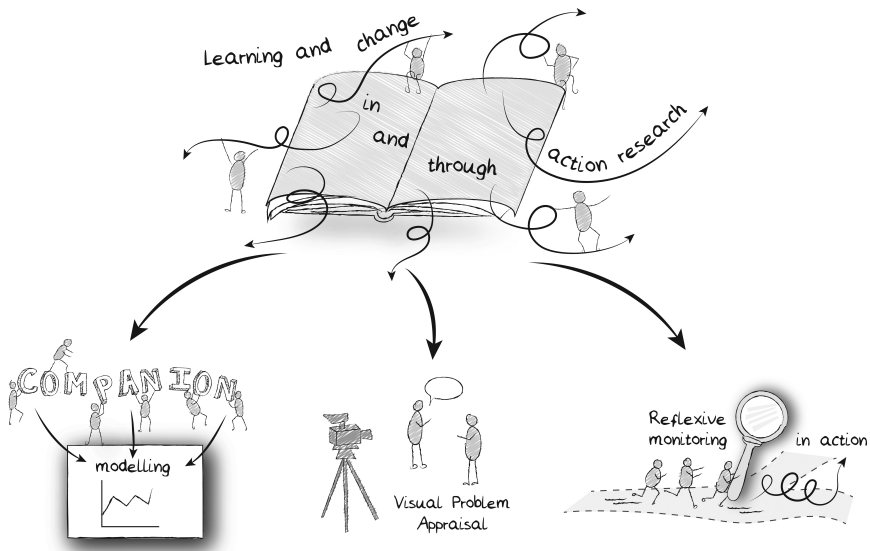 Learning and change
in
and
through
action research
COMPANION
modelling
Visual Problem
Appraisal
Reflexive
monitoring
in action